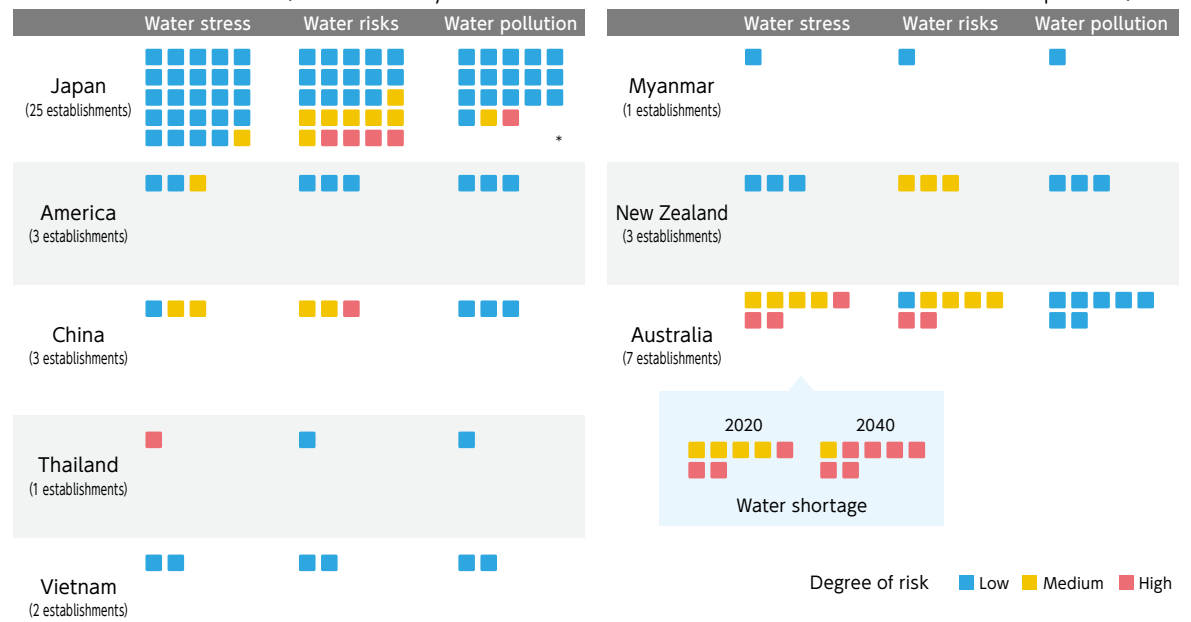 Water stress Water risks Water pollution
Japan
(25 establishments)
*
America
(3 establishments)
China
(3 establishments)
Thailand
(1 establishments)
Vietnam
(2 establishments)
Water stress Water risks Water pollution
Myanmar
(1 establishments)
New Zealand
(3 establishments)
Australia
(7 establishments)
2020 2040
Water shortage
Degree of risk Low Medium High